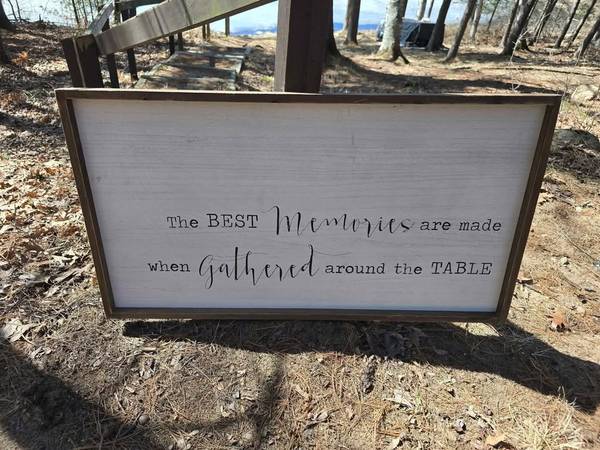 The BEST Memories are made
when Gathered around the TABLE